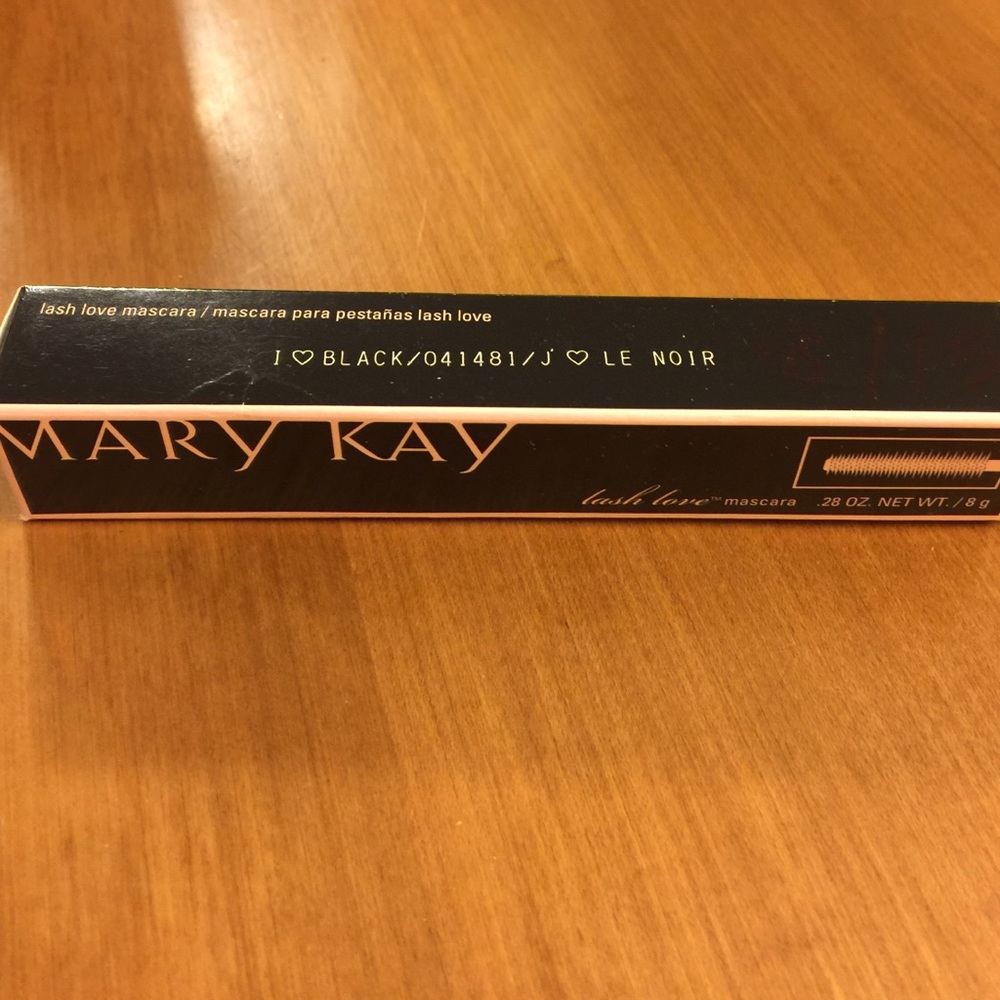 lash love mascara / mascara para pestañas lash love
I ♡ BLACK/041481/J' ♡ LE NOIR
MARY KAY
lash love™ mascara .28 OZ. NET WT. / 8 g